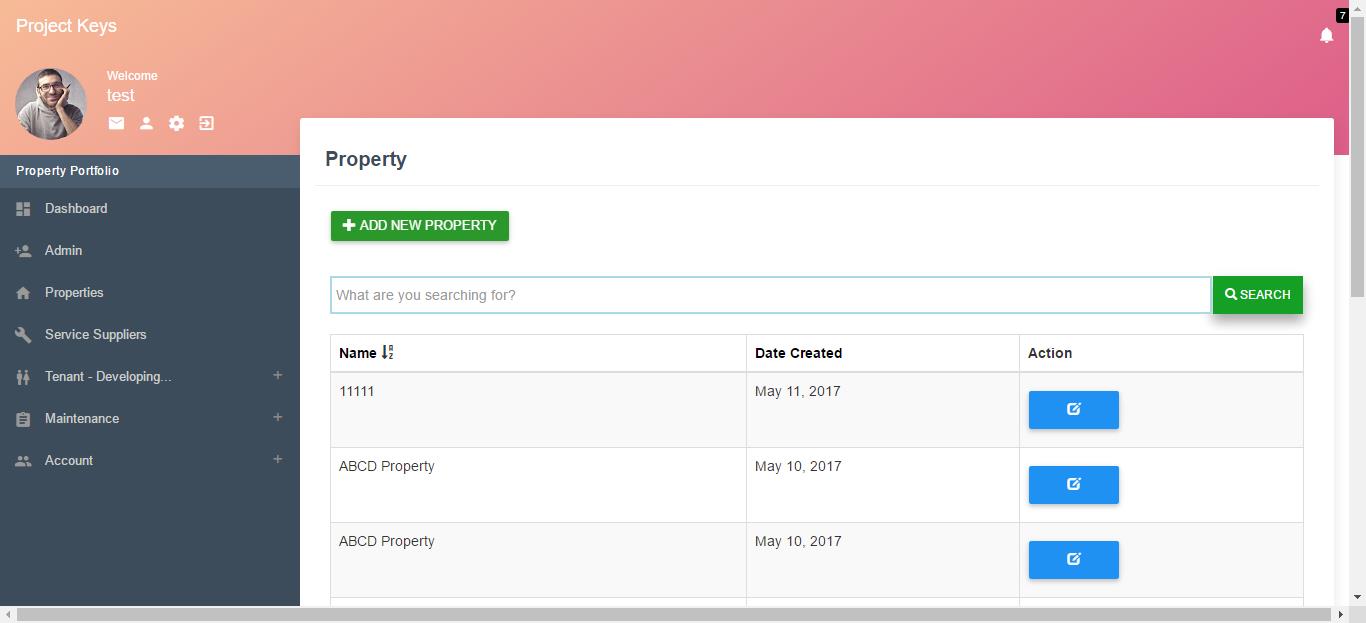 Project Keys
7
Welcome
test
Property Portfolio
Dashboard
Admin
Properties
Service Suppliers
Tenant - Developing... +
Maintenance +
Account +
Property
ADD NEW PROPERTY
What are you searching for? SEARCH
Name Date Created Action
11111 May 11, 2017
ABCD Property May 10, 2017
ABCD Property May 10, 2017